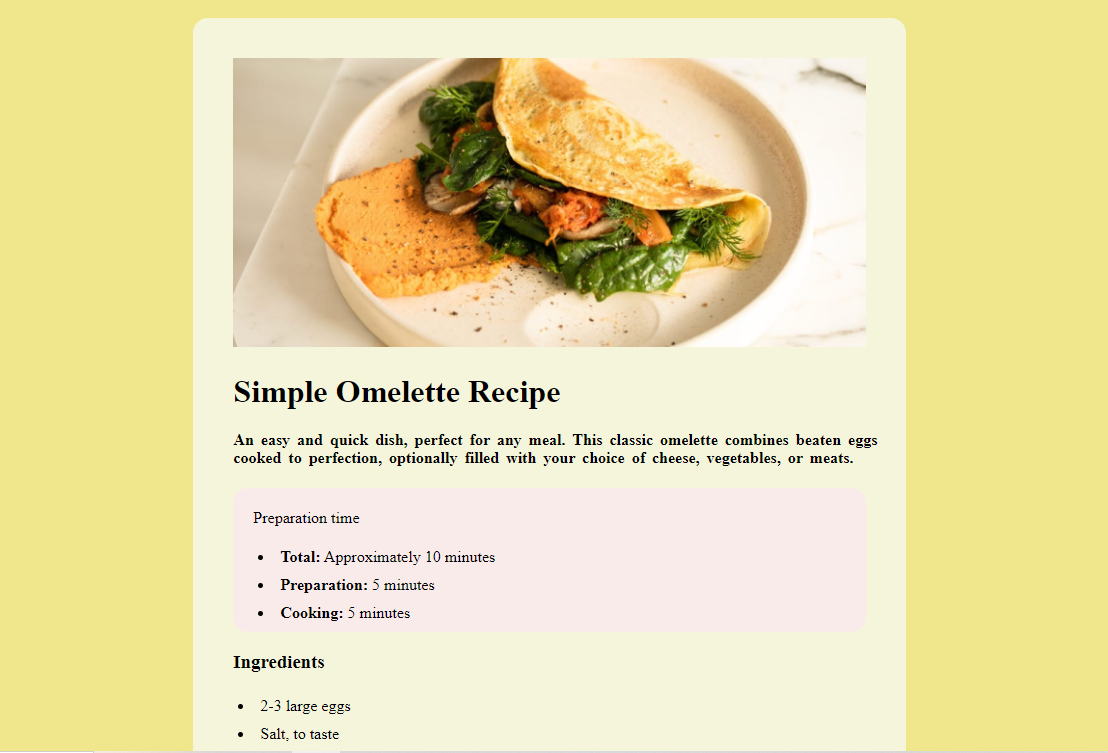 Simple Omelette Recipe
An easy and quick dish, perfect for any meal. This classic omelette combines beaten eggs
cooked to perfection, optionally filled with your choice of cheese, vegetables, or meats.
Preparation time
• Total: Approximately 10 minutes
• Preparation: 5 minutes
• Cooking: 5 minutes
Ingredients
• 2-3 large eggs
• Salt, to taste